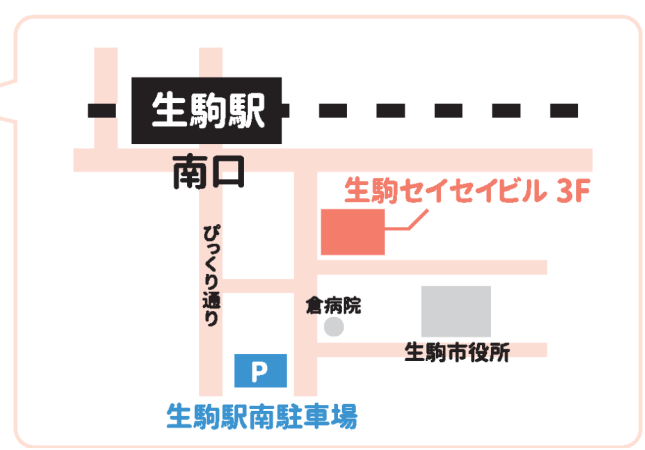 生駒駅
南口
生駒セイセイビル 3F
ぴっくり通り
倉病院
生駒市役所
P
生駒駅南駐車場